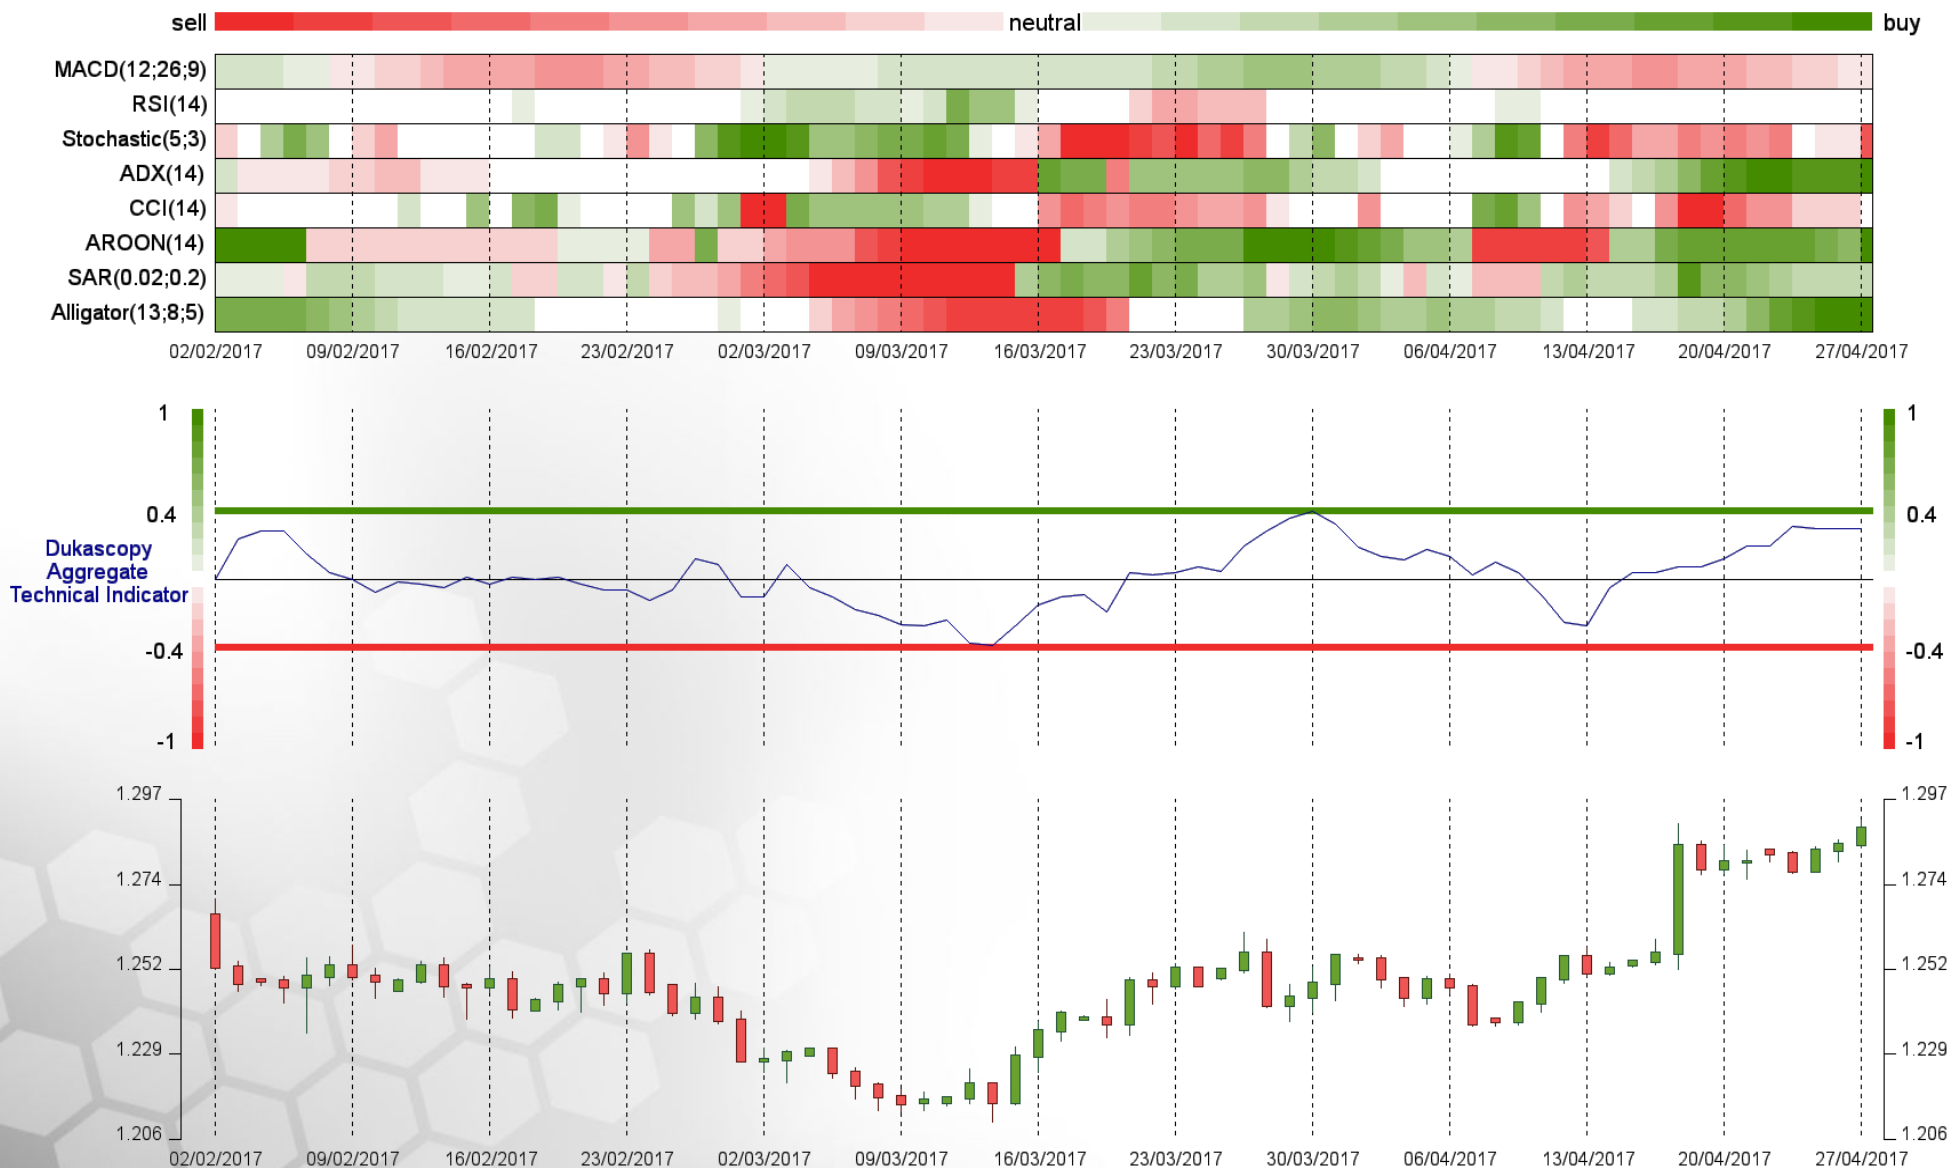 sell neutral buy
MACD(12;26;9)
RSI(14)
Stochastic(5;3)
ADX(14)
CCI(14)
AROON(14)
SAR(0.02;0.2)
Alligator(13;8;5)
02/02/2017 09/02/2017 16/02/2017 23/02/2017 02/03/2017 09/03/2017 16/03/2017 23/03/2017 30/03/2017 06/04/2017 13/04/2017 20/04/2017 27/04/2017
1 1
0.4 0.4
Dukascopy
Aggregate
Technical Indicator
-0.4 -0.4
-1 -1
1.297 1.297
1.274 1.274
1.252 1.252
1.229 1.229
1.206 1.206
02/02/2017 09/02/2017 16/02/2017 23/02/2017 02/03/2017 09/03/2017 16/03/2017 23/03/2017 30/03/2017 06/04/2017 13/04/2017 20/04/2017 27/04/2017